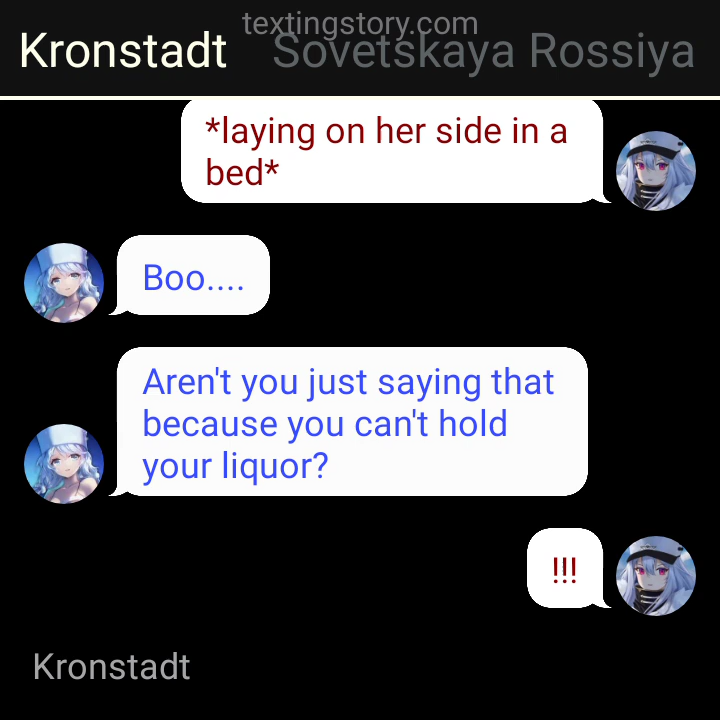 textingstory.com
Kronstadt Sovetskaya Rossiya
*laying on her side in a
bed*
Boo....
Aren't you just saying that
because you can't hold
your liquor?
!!!
Kronstadt